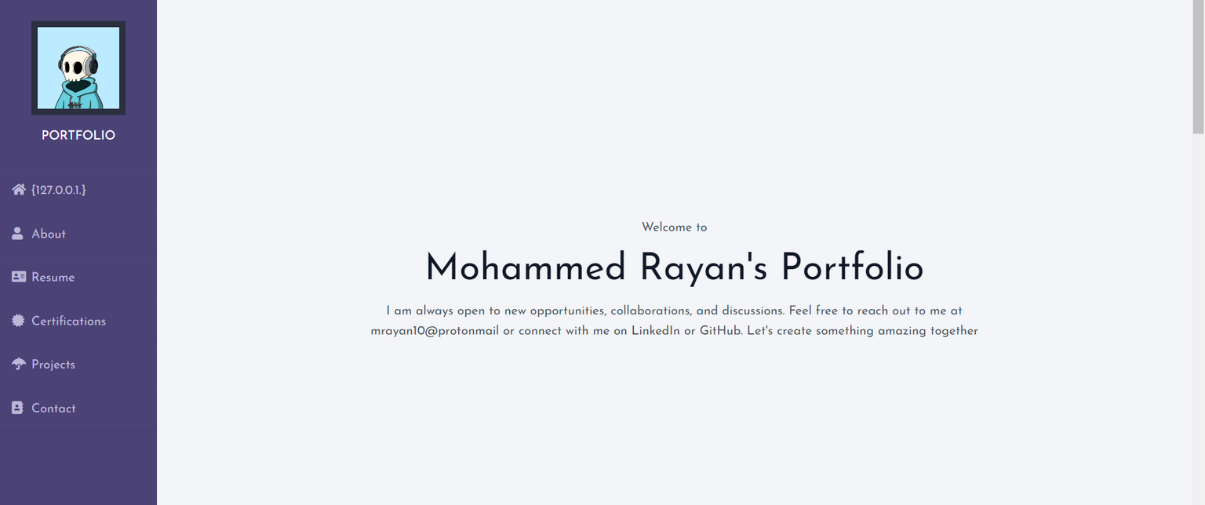 PORTFOLIO
{127.0.0.1.}
About
Resume
Certifications
Projects
Contact
Welcome to
Mohammed Rayan's Portfolio
I am always open to new opportunities, collaborations, and discussions. Feel free to reach out to me at
mrayan10@protonmail or connect with me on LinkedIn or GitHub. Let's create something amazing together